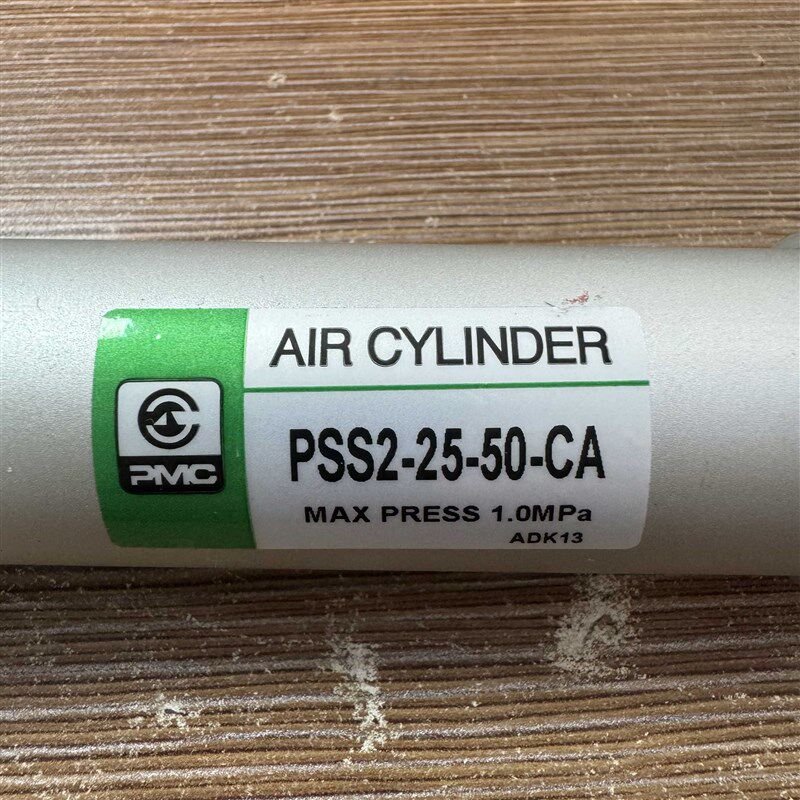 AIR CYLINDER
PMC
PSS2-25-50-CA
MAX PRESS 1.0MPa
ADK13